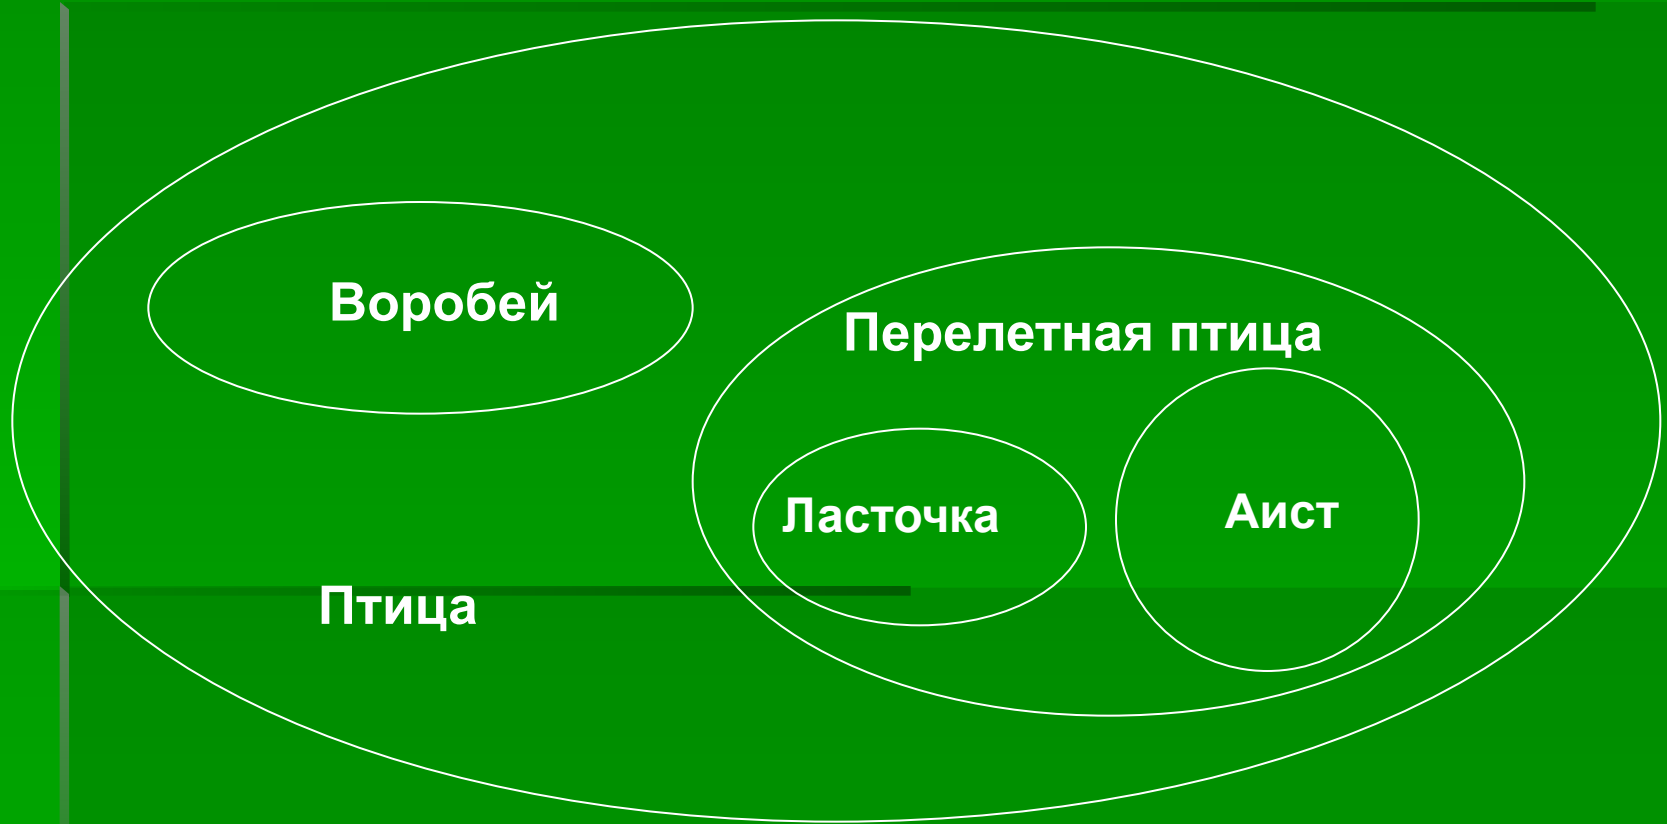 Воробей
Перелетная птица
Ласточка
Аист
Птица